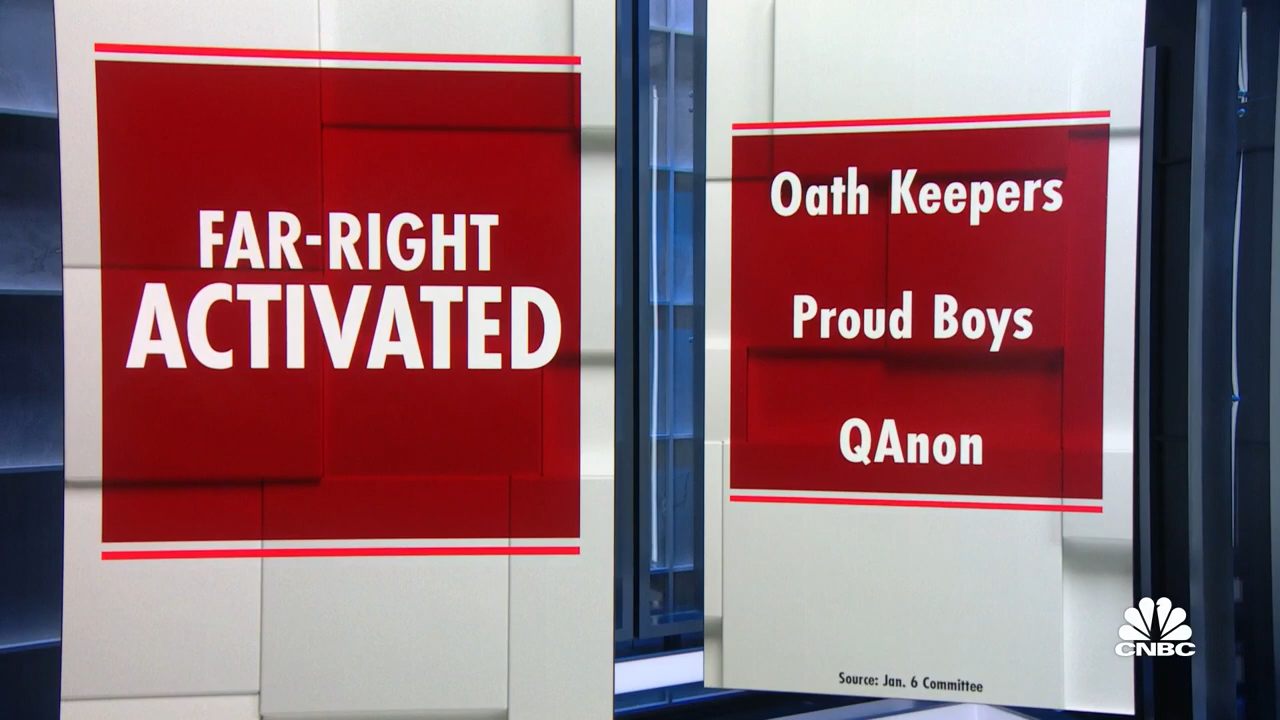 FAR-RIGHT
ACTIVATED
Oath Keepers
Proud Boys
QAnon
Source: Jan. 6 Committee
CNBC